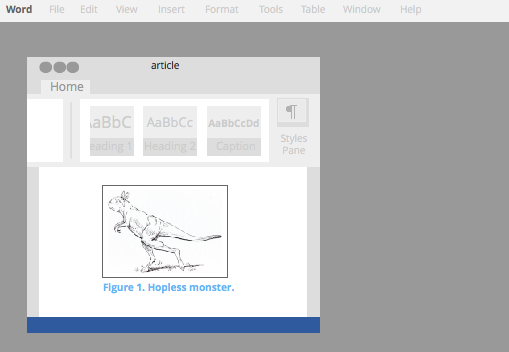 Word File Edit View Insert Format Tools Table Window Help
article
Home
AaBbC AaBbCc AaBbCcDd ¶
eading 1 Heading 2 Caption Styles
Pane
Figure 1. Hopless monster.